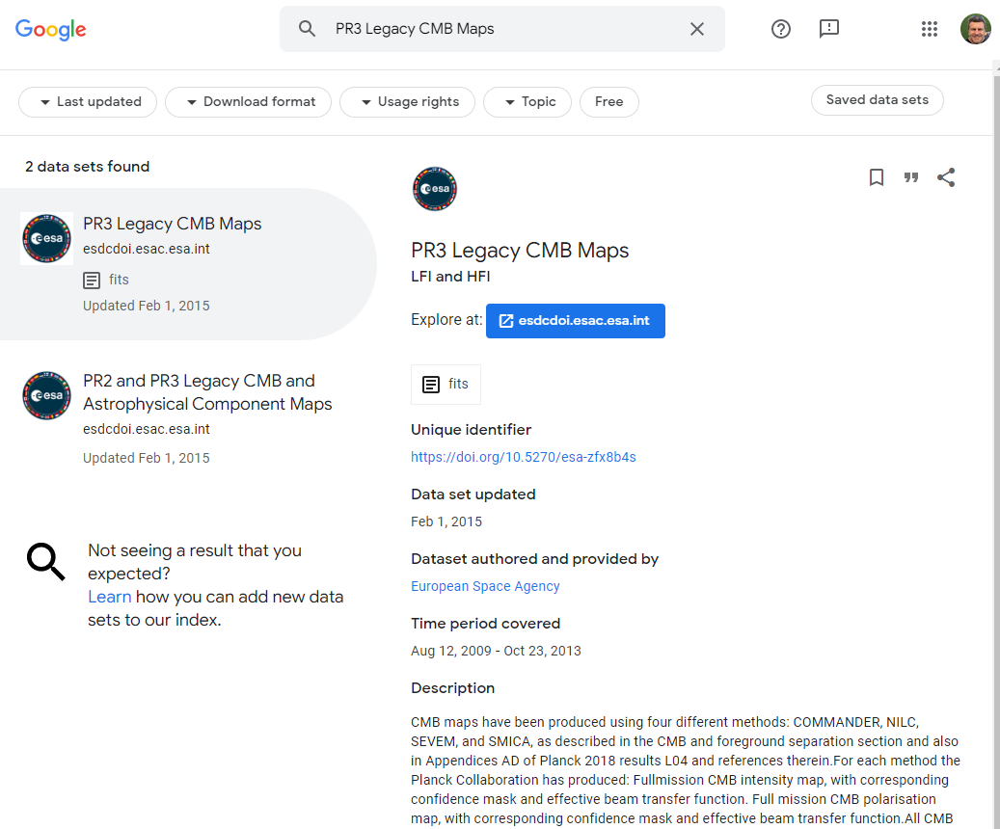 Google
PR3 Legacy CMB Maps
Last updated
Download format
Usage rights
Topic
Free
Saved data sets
2 data sets found
esa
PR3 Legacy CMB Maps
esdcdoi.esac.esa.int
fits
Updated Feb 1, 2015
esa
PR2 and PR3 Legacy CMB and
Astrophysical Component Maps
esdcdoi.esac.esa.int
Updated Feb 1, 2015
Not seeing a result that you
expected?
Learn how you can add new data
sets to our index.
esa
PR3 Legacy CMB Maps
LFI and HFI
Explore at: esdcdoi.esac.esa.int
fits
Unique identifier
https://doi.org/10.5270/esa-zfx8b4s
Data set updated
Feb 1, 2015
Dataset authored and provided by
European Space Agency
Time period covered
Aug 12, 2009 - Oct 23, 2013
Description
CMB maps have been produced using four different methods: COMMANDER, NILC,
SEVEM, and SMICA, as described in the CMB and foreground separation section and also
in Appendices AD of Planck 2018 results L04 and references therein.For each method the
Planck Collaboration has produced: Fullmission CMB intensity map, with corresponding
confidence mask and effective beam transfer function. Full mission CMB polarisation
map, with corresponding confidence mask and effective beam transfer function.All CMB